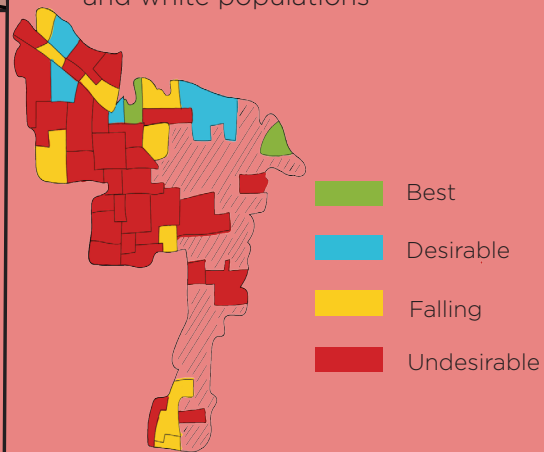 and white populations
Best
Desirable
Falling
Undesirable